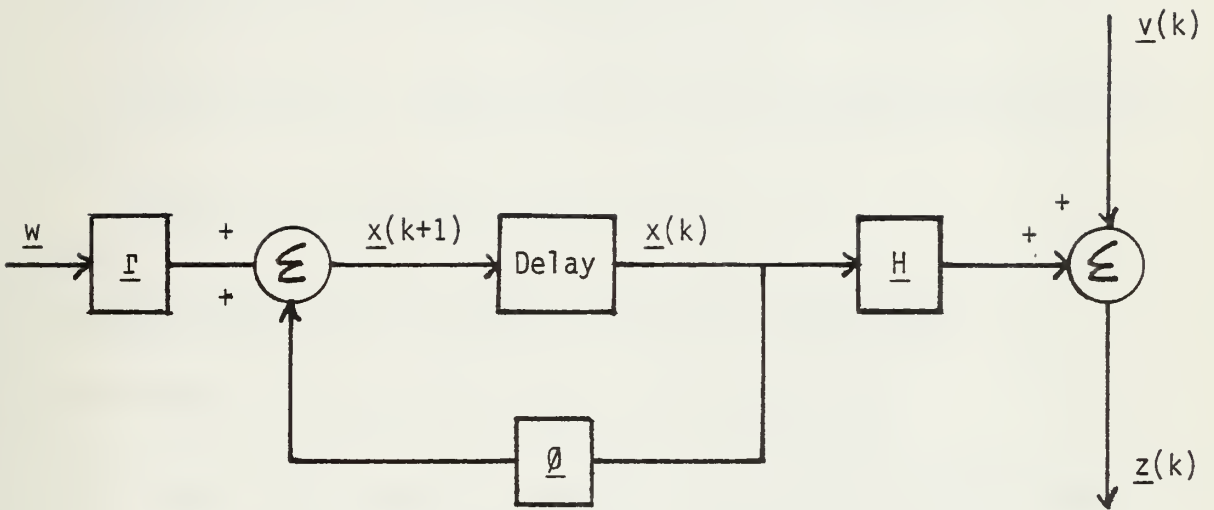 v(k)
+
w
Γ
+
+
Σ
x(k+1)
Delay
x(k)
H
+
Σ
Ø
z(k)